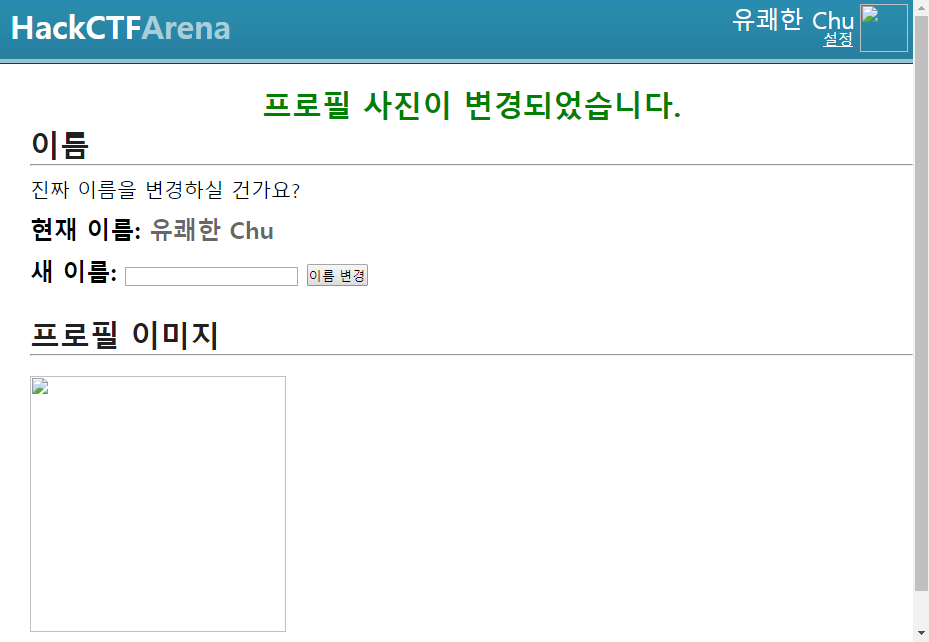 HackCTFArena
유쾌한 Chu
설정
프로필 사진이 변경되었습니다.
이름
진짜 이름을 변경하실 건가요?
현재 이름: 유쾌한 Chu
새 이름: 이름 변경
프로필 이미지